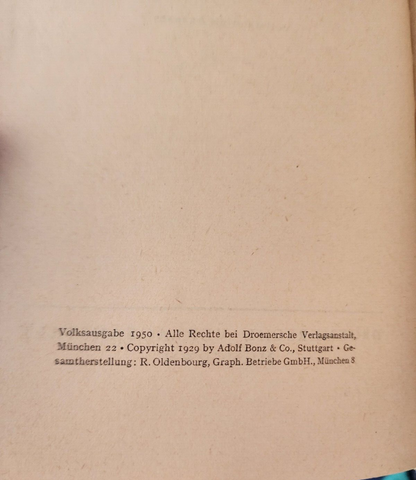 Volksausgabe 1950 • Alle Rechte bei Droemersche Verlagsanstalt,
München 22 • Copyright 1929 by Adolf Bonz & Co., Stuttgart • Ge-
samtherstellung: R. Oldenbourg, Graph. Betriebe GmbH., München 8